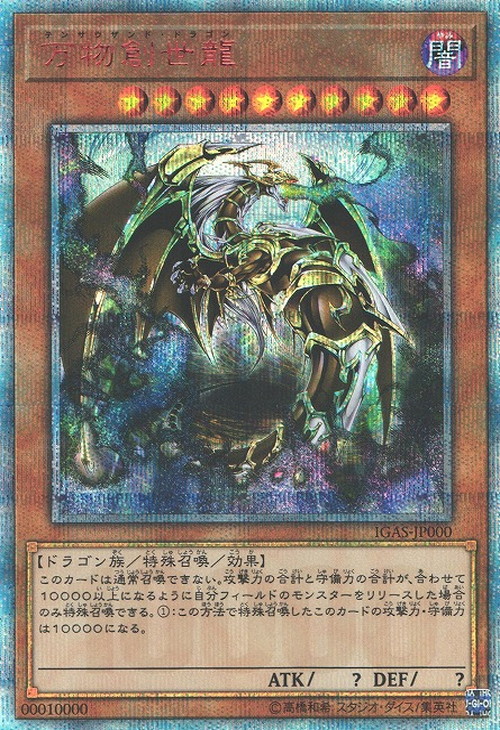 テンサウザンド・ドラゴン
万物創世龍
闇
IGAS-JP000
【ドラゴン族／特殊召喚／効果】
このカードは通常召喚できない。攻撃力の合計と守備力の合計が、合わせて
10000以上になるように自分フィールドのモンスターをリリースした場合
のみ特殊召喚できる。①：この方法で特殊召喚したこのカードの攻撃力・守備力
は10000になる。
ATK/ ? DEF/ ?
00010000 ©高橋和希 スタジオ・ダイス/集英社